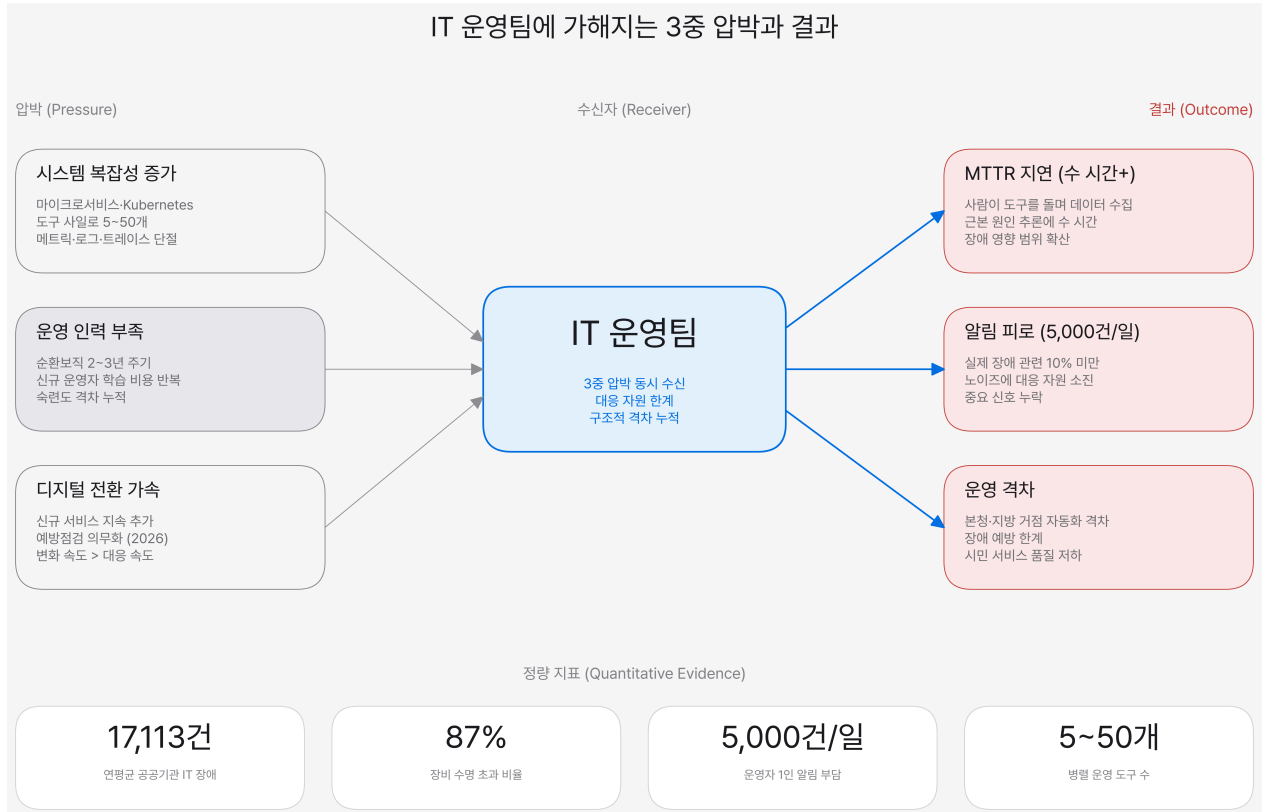 IT 운영팀에 가해지는 3중 압박과 결과
압박 (Pressure)
수신자 (Receiver)
결과 (Outcome)
시스템 복잡성 증가
마이크로서비스·Kubernetes
도구 사일로 5~50개
메트릭·로그·트레이스 단절
운영 인력 부족
순환보직 2~3년 주기
신규 운영자 학습 비용 반복
숙련도 격차 누적
디지털 전환 가속
신규 서비스 지속 추가
예방점검 의무화 (2026)
변화 속도 > 대응 속도
IT 운영팀
3중 압박 동시 수신
대응 자원 한계
구조적 격차 누적
MTTR 지연 (수 시간+)
사람이 도구를 돌며 데이터 수집
근본 원인 추론에 수 시간
장애 영향 범위 확산
알림 피로 (5,000건/일)
실제 장애 관련 10% 미만
노이즈에 대응 자원 소진
중요 신호 누락
운영 격차
본청·지방 거점 자동화 격차
장애 예방 한계
시민 서비스 품질 저하
정량 지표 (Quantitative Evidence)
17,113건
연평균 공공기관 IT 장애
87%
장비 수명 초과 비율
5,000건/일
운영자 1인 알림 부담
5~50개
병렬 운영 도구 수